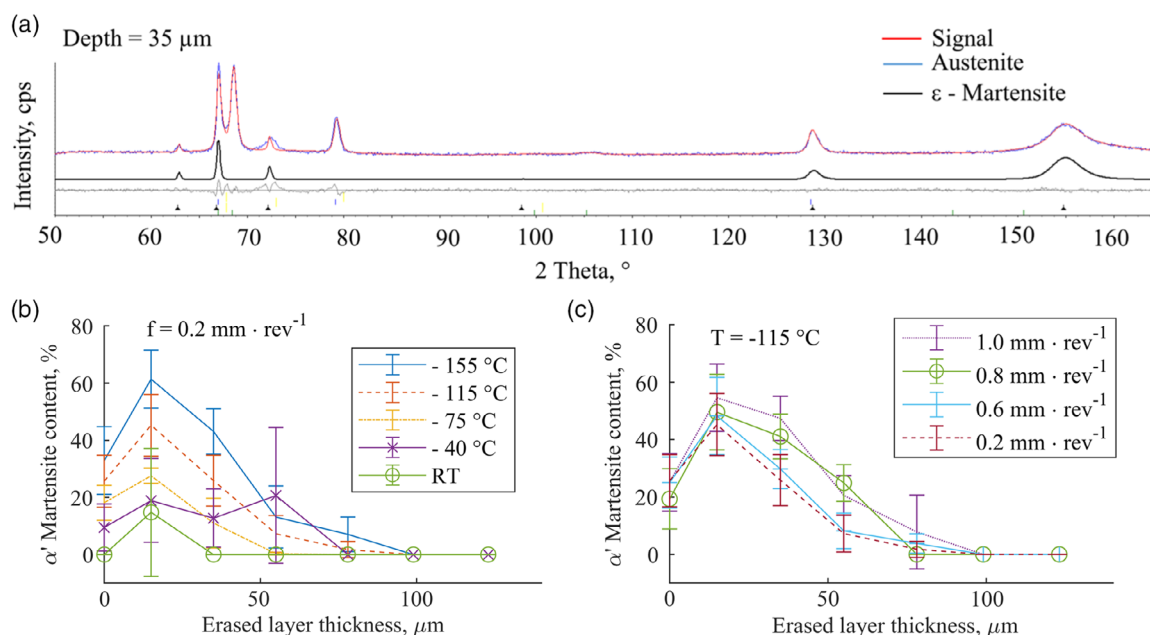 (a)
Depth = 35 µm
Signal
Austenite
ε - Martensite
Intensity, cps
50 60 70 80 90 100 110 120 130 140 150 160
2 Theta, °
(b)
f = 0.2 mm · rev⁻¹
80
60
40
20
0
α' Martensite content, %
- 155 °C
- 115 °C
- 75 °C
- 40 °C
RT
0 50 100
Erased layer thickness, µm
(c)
T = -115 °C
80
60
40
20
0
α' Martensite content, %
1.0 mm · rev⁻¹
0.8 mm · rev⁻¹
0.6 mm · rev⁻¹
0.2 mm · rev⁻¹
0 50 100
Erased layer thickness, µm